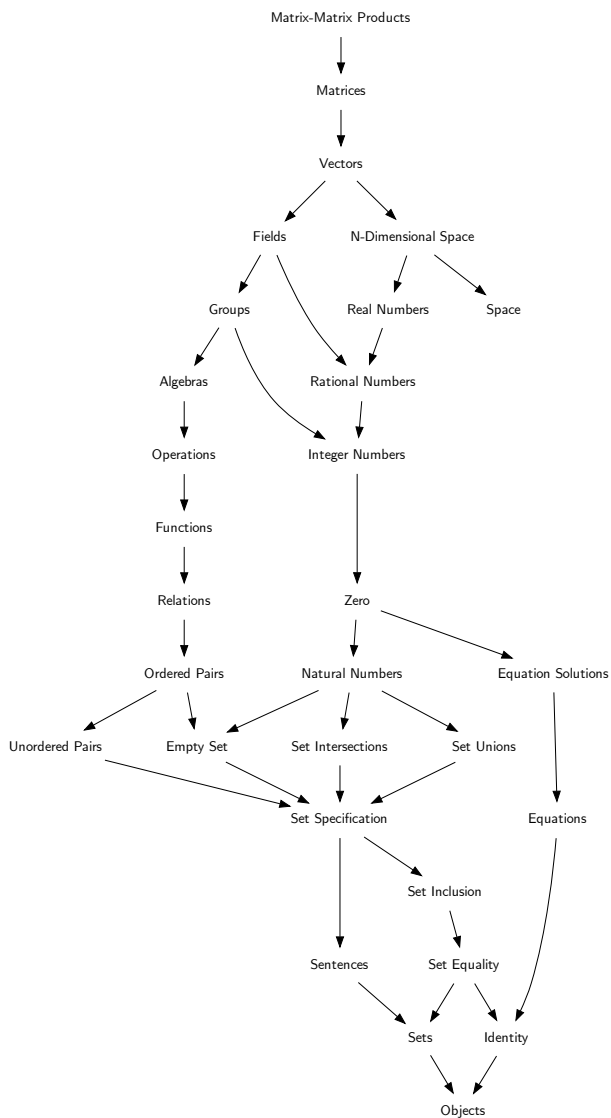 Matrix-Matrix Products
Matrices
Vectors
Fields
N-Dimensional Space
Groups
Real Numbers
Space
Algebras
Rational Numbers
Operations
Integer Numbers
Functions
Relations
Zero
Ordered Pairs
Natural Numbers
Equation Solutions
Unordered Pairs
Empty Set
Set Intersections
Set Unions
Set Specification
Equations
Set Inclusion
Sentences
Set Equality
Sets
Identity
Objects